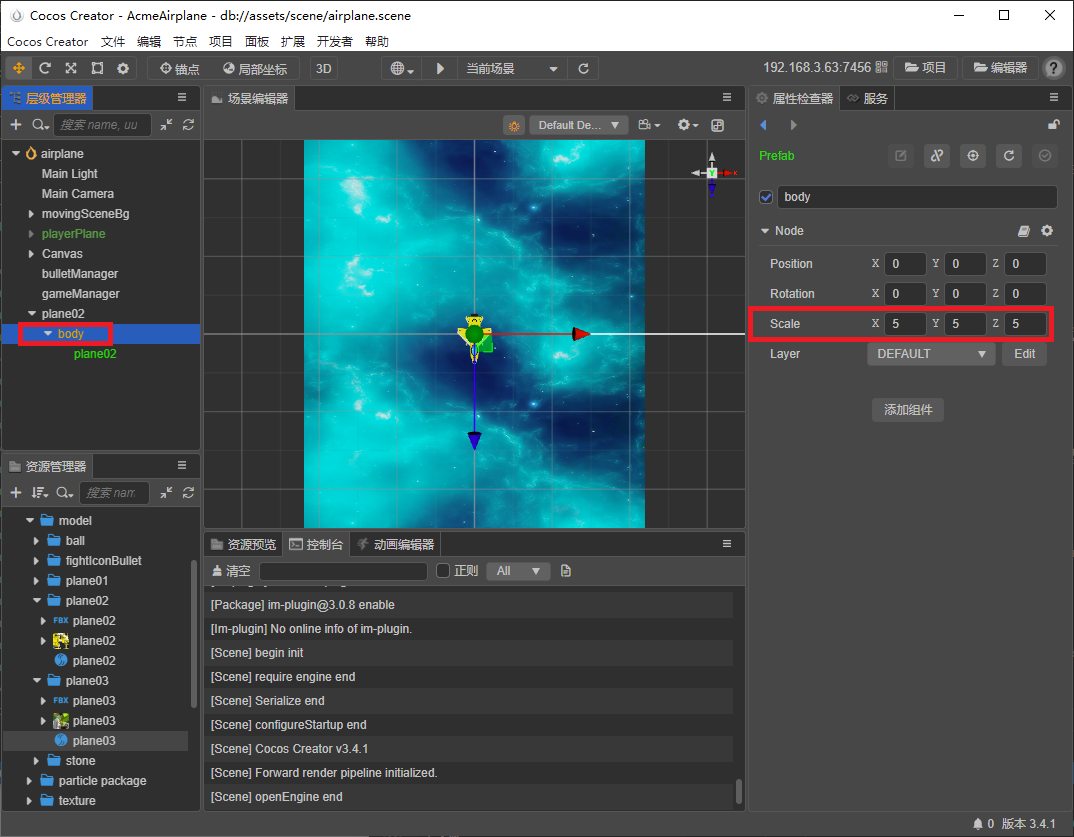 Cocos Creator - AcmeAirplane - db://assets/scene/airplane.scene
Cocos Creator 文件 编辑 节点 项目 面板 扩展 开发者 帮助
锚点 局部坐标 3D 当前场景 192.168.3.63:7456 项目 编辑器 ?
层级管理器
搜索 name, uu
airplane
Main Light
Main Camera
movingSceneBg
playerPlane
Canvas
bulletManager
gameManager
plane02
body
plane02
资源管理器
搜索 nam
model
ball
fightIconBullet
plane01
plane02
FBX plane02
plane02
plane02
plane03
FBX plane03
plane03
plane03
stone
particle package
texture
场景编辑器
Default De...
Y
X
资源预览 控制台 动画编辑器
清空 正则 All
[Package] im-plugin@3.0.8 enable
[Im-plugin] No online info of im-plugin.
[Scene] begin init
[Scene] require engine end
[Scene] Serialize end
[Scene] configureStartup end
[Scene] Cocos Creator v3.4.1
[Scene] Forward render pipeline initialized.
[Scene] openEngine end
属性检查器 服务
Prefab
body
Node
Position X 0 Y 0 Z 0
Rotation X 0 Y 0 Z 0
Scale X 5 Y 5 Z 5
Layer DEFAULT Edit
添加组件
0 版本 3.4.1